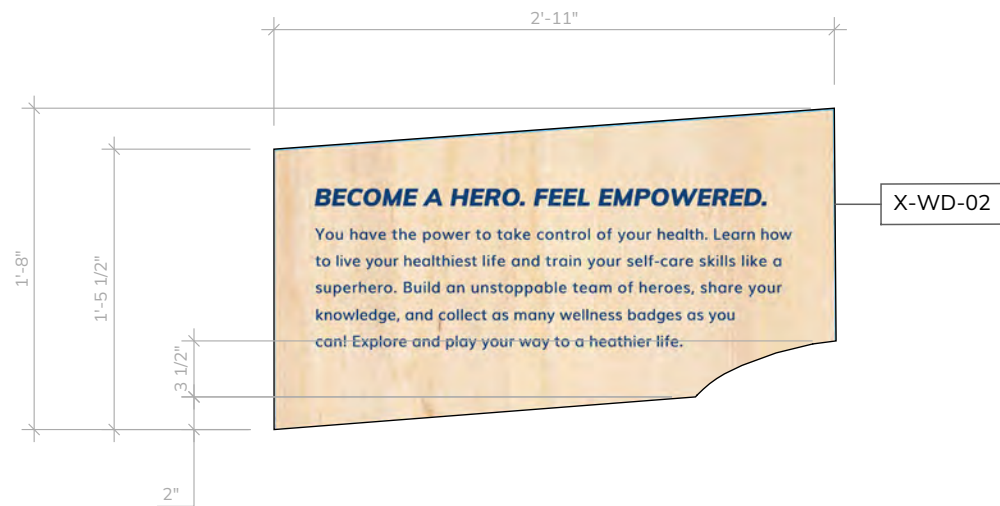 2'-11"
BECOME A HERO. FEEL EMPOWERED.
X-WD-02
You have the power to take control of your health. Learn how
to live your healthiest life and train your self-care skills like a
superhero. Build an unstoppable team of heroes, share your
knowledge, and collect as many wellness badges as you
can! Explore and play your way to a heathier life.
1'-8"
1'-5 1/2"
3 1/2"
2"